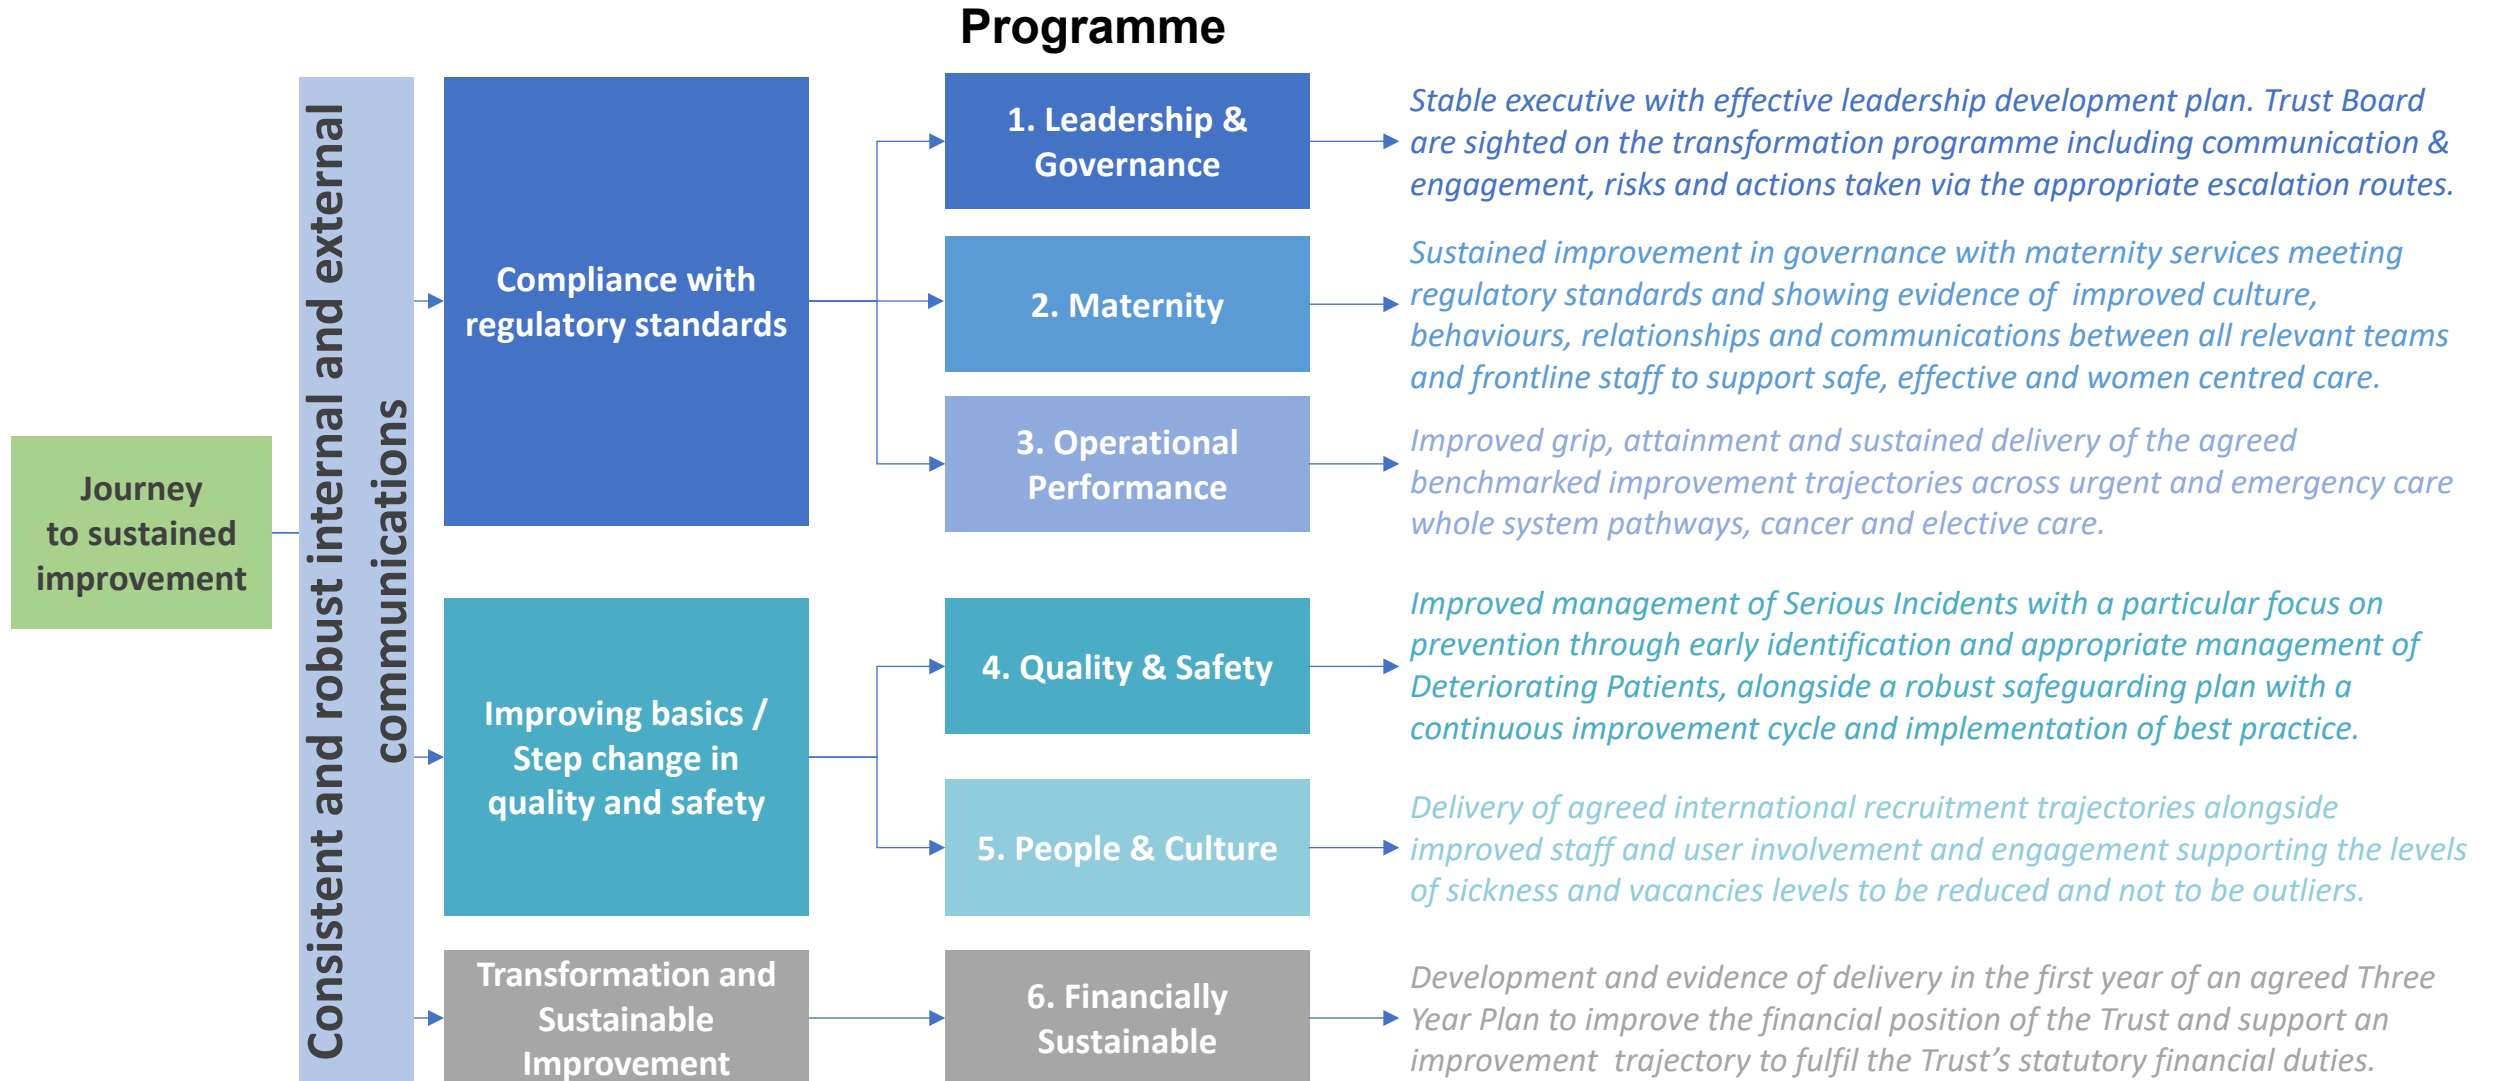 Programme
Journey
to sustained
improvement
Consistent and robust internal and external
communications
Compliance with
regulatory standards
1. Leadership &
Governance
Stable executive with effective leadership development plan. Trust Board
are sighted on the transformation programme including communication &
engagement, risks and actions taken via the appropriate escalation routes.
2. Maternity
Sustained improvement in governance with maternity services meeting
regulatory standards and showing evidence of  improved culture,
behaviours, relationships and communications between all relevant teams
and frontline staff to support safe, effective and women centred care.
3. Operational
Performance
Improved grip, attainment and sustained delivery of the agreed
benchmarked improvement trajectories across urgent and emergency care
whole system pathways, cancer and elective care.
Improving basics /
Step change in
quality and safety
4. Quality & Safety
Improved management of Serious Incidents with a particular focus on
prevention through early identification and appropriate management of
Deteriorating Patients, alongside a robust safeguarding plan with a
continuous improvement cycle and implementation of best practice.
5. People & Culture
Delivery of agreed international recruitment trajectories alongside
improved staff and user involvement and engagement supporting the levels
of sickness and vacancies levels to be reduced and not to be outliers.
Transformation and
Sustainable
Improvement
6. Financially
Sustainable
Development and evidence of delivery in the first year of an agreed Three
Year Plan to improve the financial position of the Trust and support an
improvement  trajectory to fulfil the Trust’s statutory financial duties.